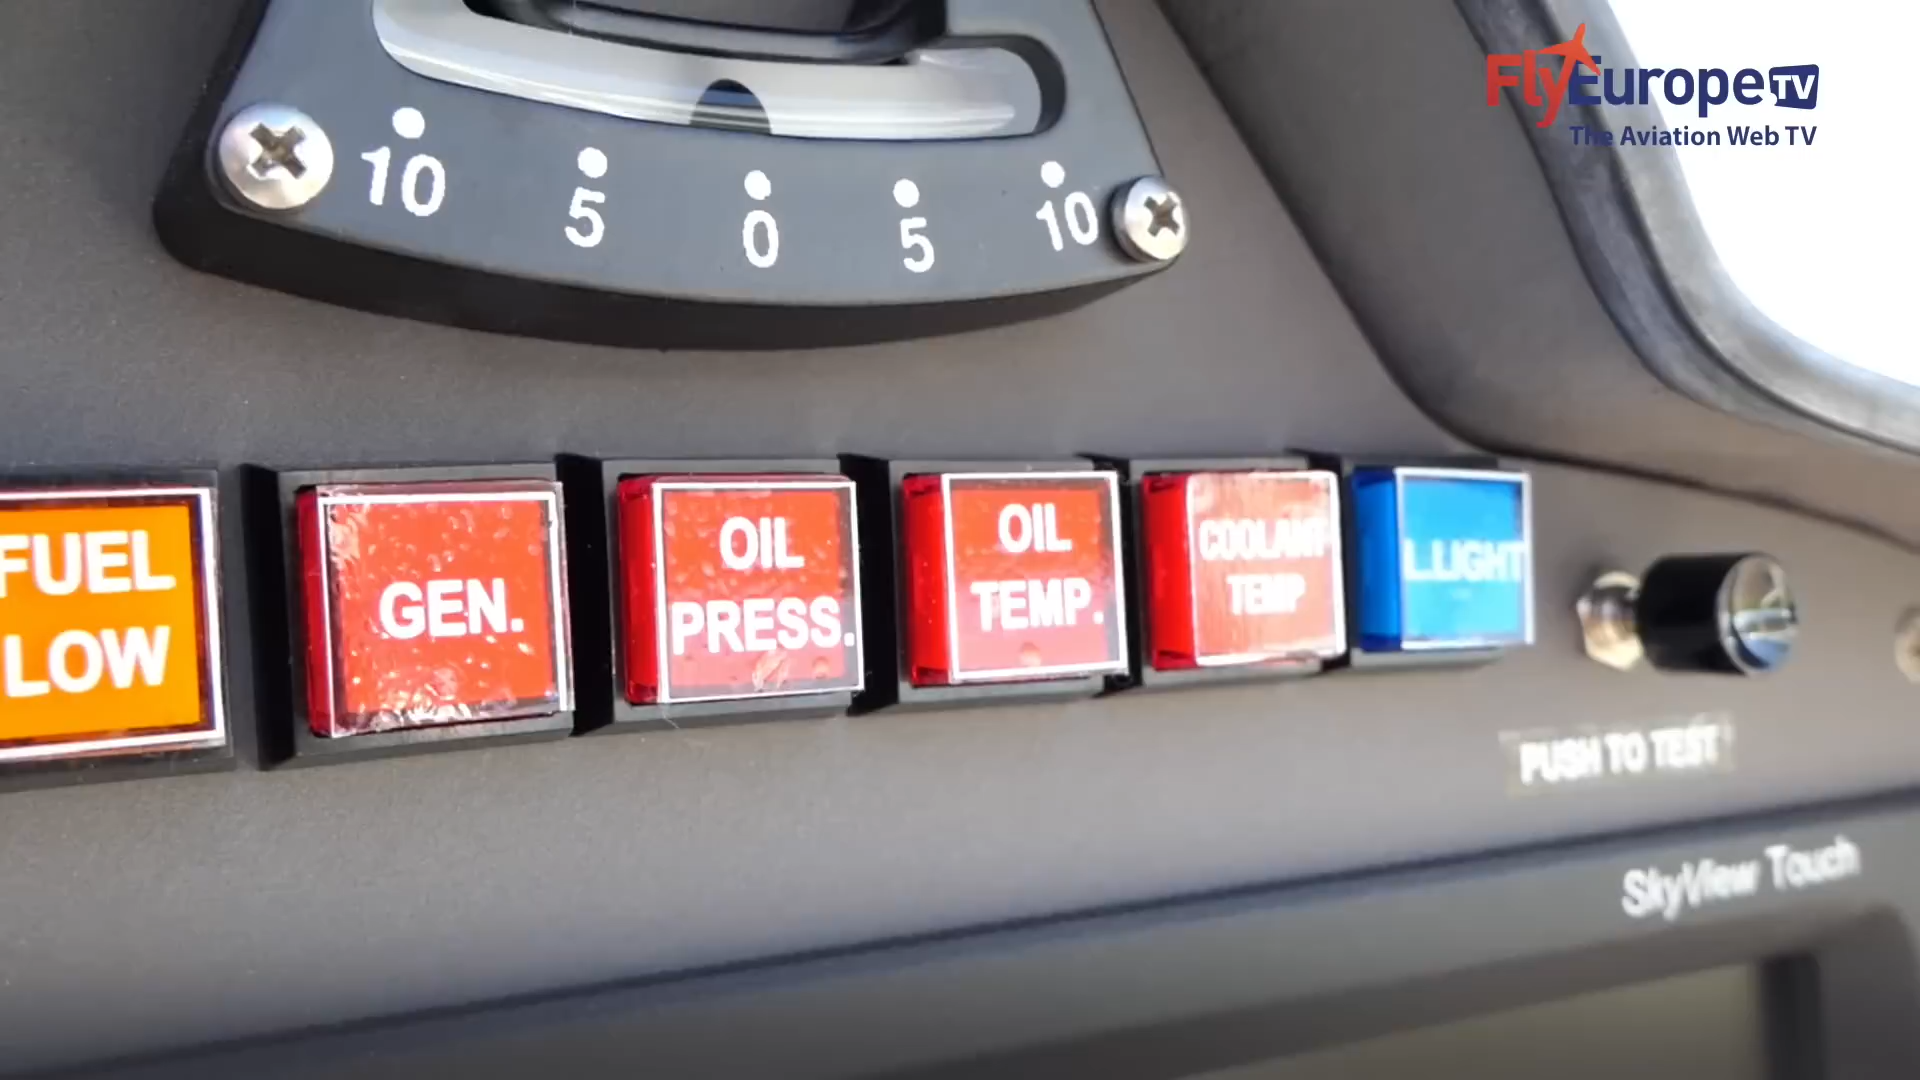 FlyEurope TV
The Aviation Web TV
10 5 0 5 10
FUEL
LOW
GEN.
OIL
PRESS.
OIL
TEMP.
COOLANT
TEMP
L.LIGHT
PUSH TO TEST
SkyView Touch